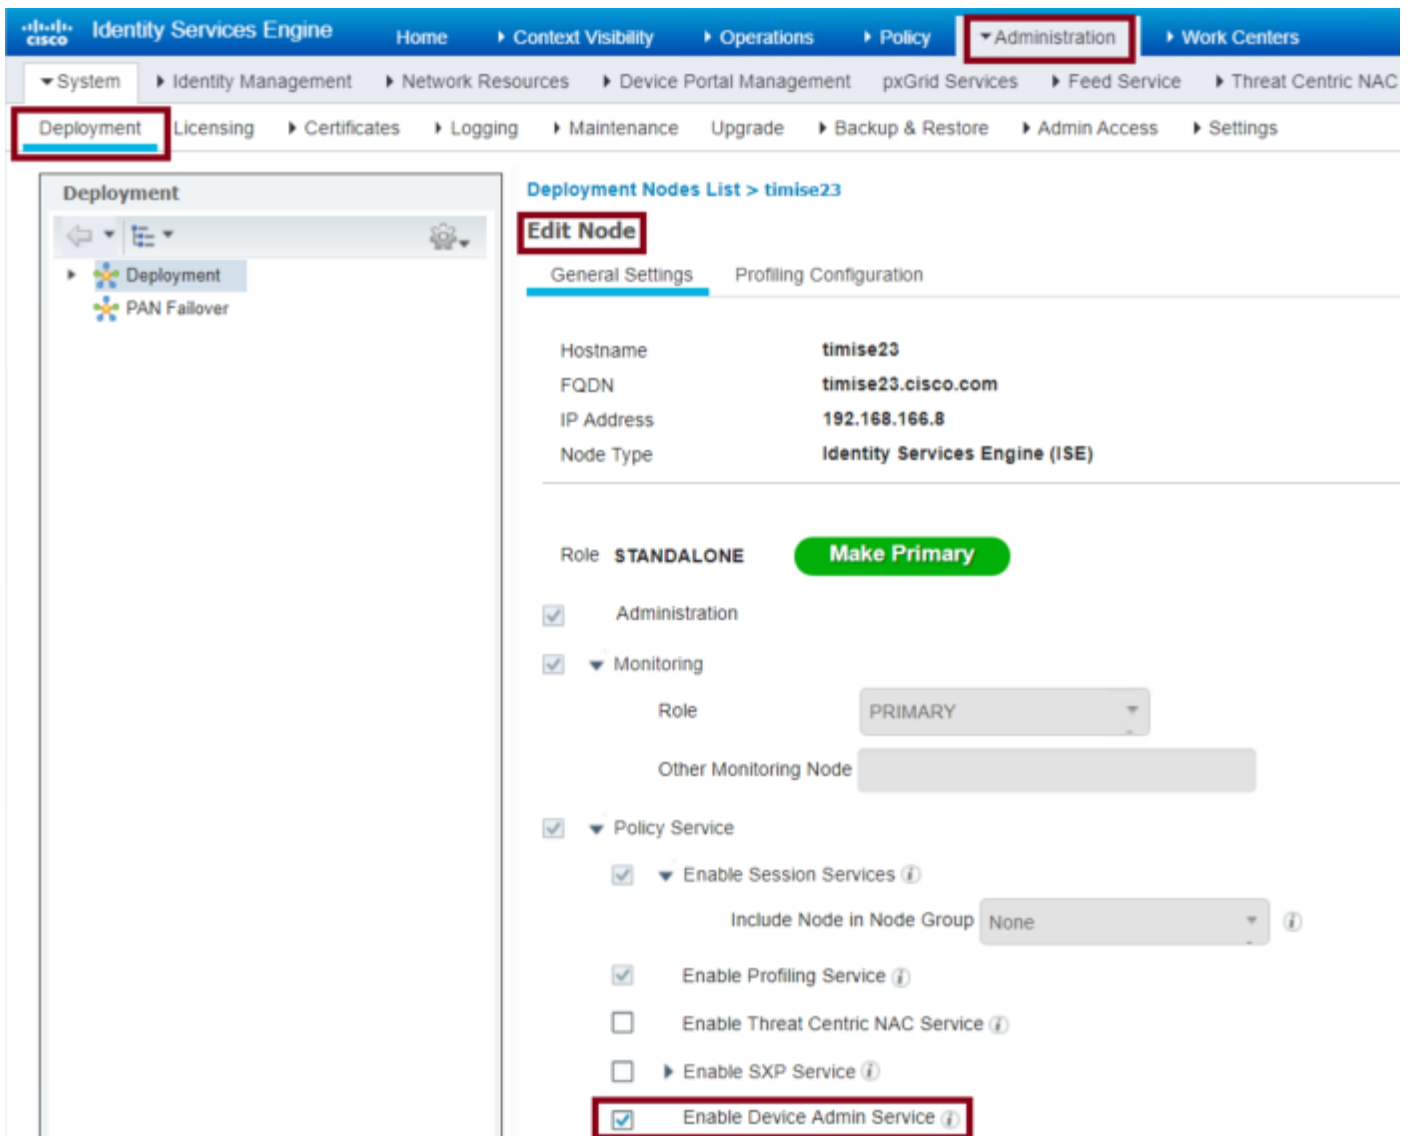 CISCO Identity Services Engine Home Context Visibility Operations Policy Administration Work Centers
System Identity Management Network Resources Device Portal Management pxGrid Services Feed Service Threat Centric NAC
Deployment Licensing Certificates Logging Maintenance Upgrade Backup & Restore Admin Access Settings
Deployment
Deployment
PAN Failover
Deployment Nodes List > timise23
Edit Node
General Settings Profiling Configuration
Hostname timise23
FQDN timise23.cisco.com
IP Address 192.168.166.8
Node Type Identity Services Engine (ISE)
Role STANDALONE Make Primary
Administration
Monitoring
Role PRIMARY
Other Monitoring Node
Policy Service
Enable Session Services
Include Node in Node Group None
Enable Profiling Service
Enable Threat Centric NAC Service
Enable SXP Service
Enable Device Admin Service